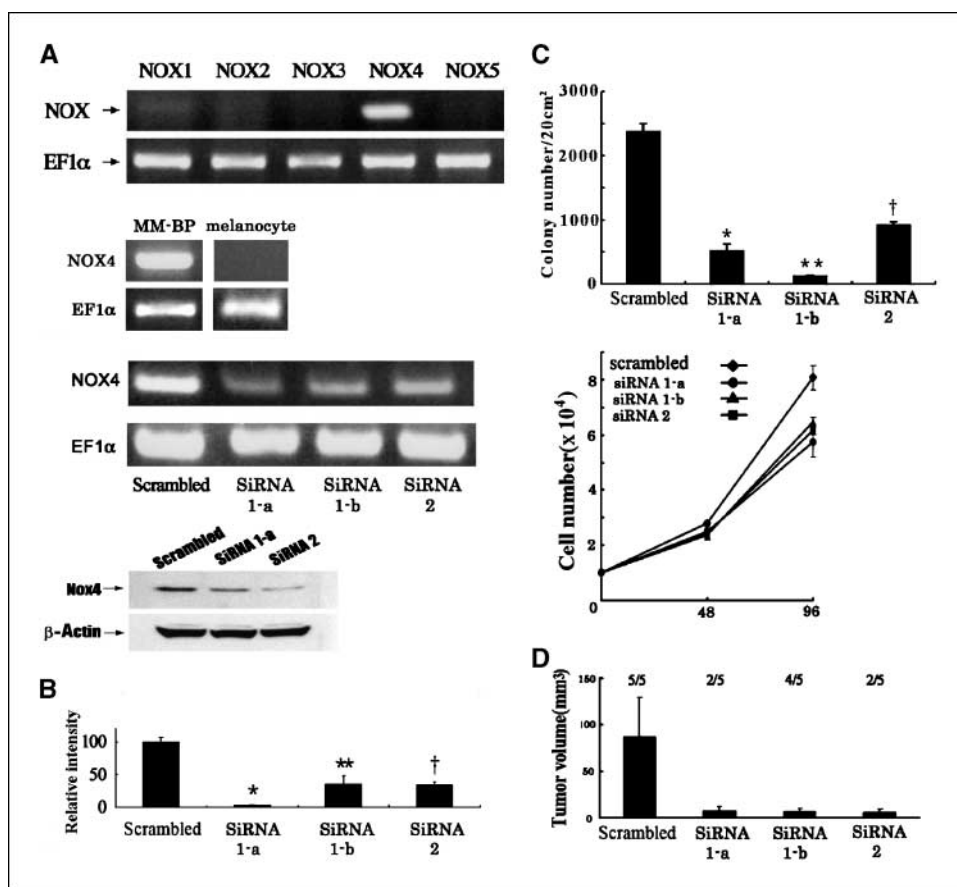 A
NOX1 NOX2 NOX3 NOX4 NOX5
NOX
EF1α
MM-BP melanocyte
NOX4
EF1α
NOX4
EF1α
Scrambled SiRNA 1-a SiRNA 1-b SiRNA 2
Scrambled SiRNA 1-a SiRNA 2
Nox4
β-Actin
B
Relative intensity
100
50
0
* ** †
Scrambled SiRNA 1-a SiRNA 1-b SiRNA 2
C
Colony number/20cm²
3000
2000
1000
0
* ** †
Scrambled SiRNA 1-a SiRNA 1-b SiRNA 2
scrambled
siRNA 1-a
siRNA 1-b
siRNA 2
Cell number(x 10⁴)
8
6
4
2
0 48 96
D
Tumor volume(mm³)
150
100
50
0
5/5 2/5 4/5 2/5
Scrambled SiRNA 1-a SiRNA 1-b SiRNA 2